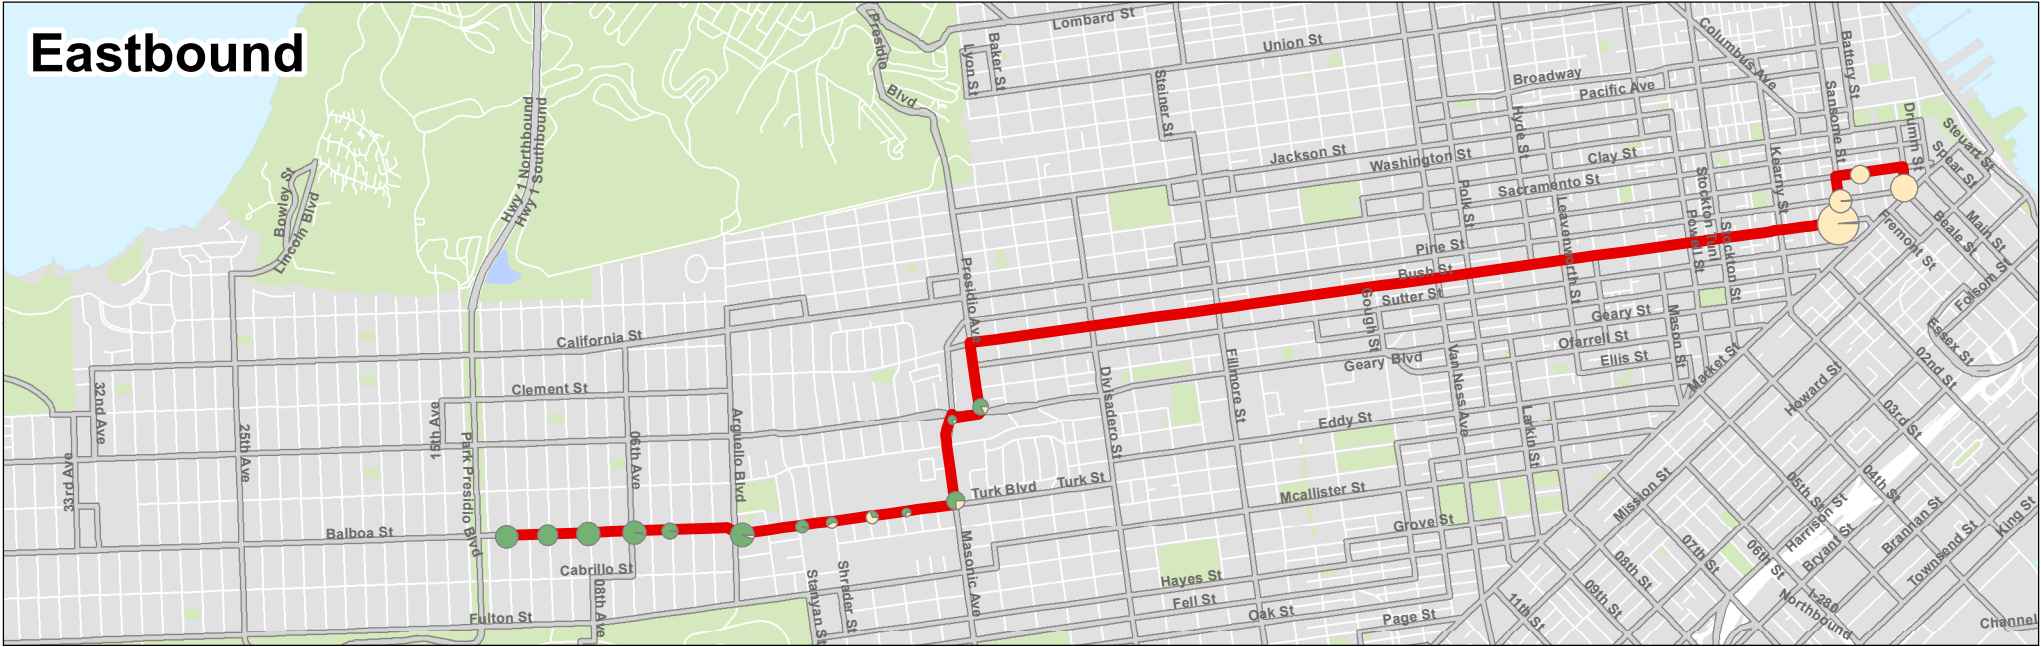 Eastbound
Lombard St
Union St
Columbus Ave
Battery St
Presidio
Blvd
Lyon St
Baker St
Steiner St
Broadway
Pacific Ave
Sansome St
Drumm St
Steuart St
Spear St
Hwy 1 Northbound
Hwy 1 Southbound
Hyde St
Jackson St
Washington St
Clay St
Kearny St
Bowley St
Lincoln Blvd
Polk St
Sacramento St
Leavenworth St
Stockton Tunl
Powell St
Stockton St
Fremont St
Beale St
Main St
Folsom St
Essex St
Pine St
Bush St
Sutter St
Gough St
Presidio Ave
California St
Geary St
Ofarrell St
Ellis St
Mason St
Market St
Geary Blvd
Van Ness Ave
Larkin St
Howard St
02nd St
03rd St
Clement St
32nd Ave
15th Ave
25th Ave
33rd Ave
Park Presidio Blvd
06th Ave
Arguello Blvd
Divisadero St
Fillmore St
Eddy St
Turk Blvd
Turk St
Mcallister St
Grove St
Mission St
04th St
05th St
Harrison St
Bryant St
Brannan St
Townsend St
King St
Balboa St
Cabrillo St
08th Ave
Fulton St
Stanyan St
Shrader St
Masonic Ave
Hayes St
Fell St
Oak St
Page St
06th St
07th St
08th St
09th St
11th St
I-280
Northbound
Channel